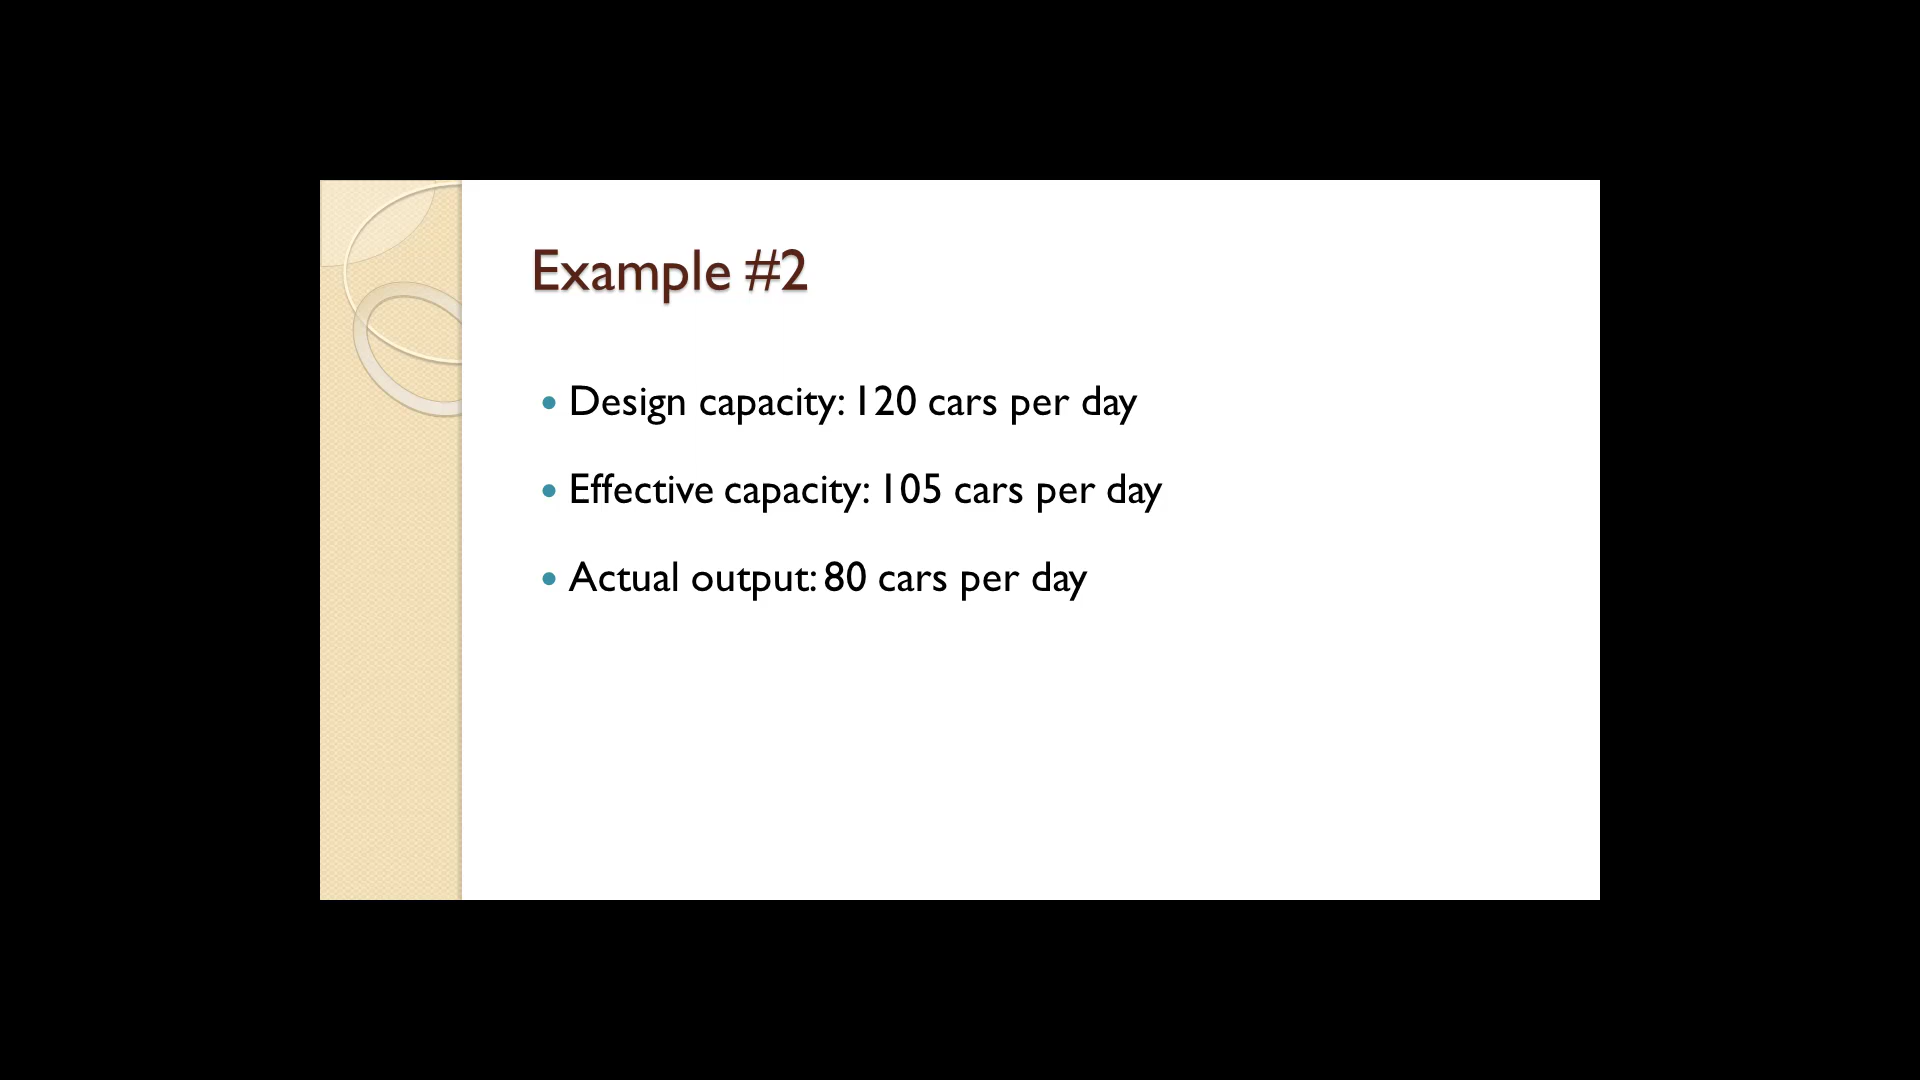 Example #2
Design capacity: 120 cars per day
Effective capacity: 105 cars per day
Actual output: 80 cars per day